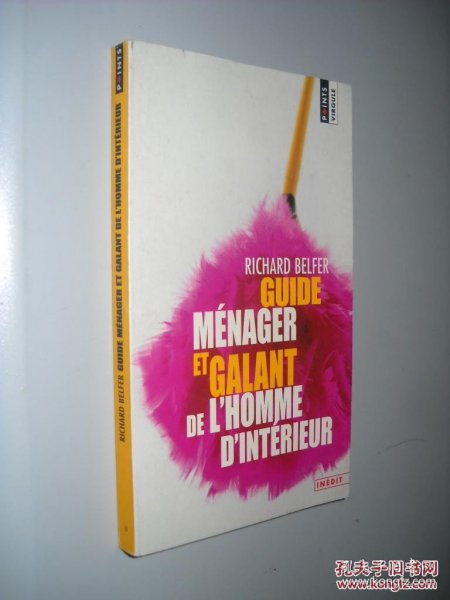 POINTS
RICHARD BELFER GUIDE MÉNAGER ET GALANT DE L'HOMME D'INTÉRIEUR
POINTS
VIRGULE
RICHARD BELFER
GUIDE
MÉNAGER
ET GALANT
DE L'HOMME
D'INTÉRIEUR
INÉDIT
孔夫子旧书网
www.kongfz.com